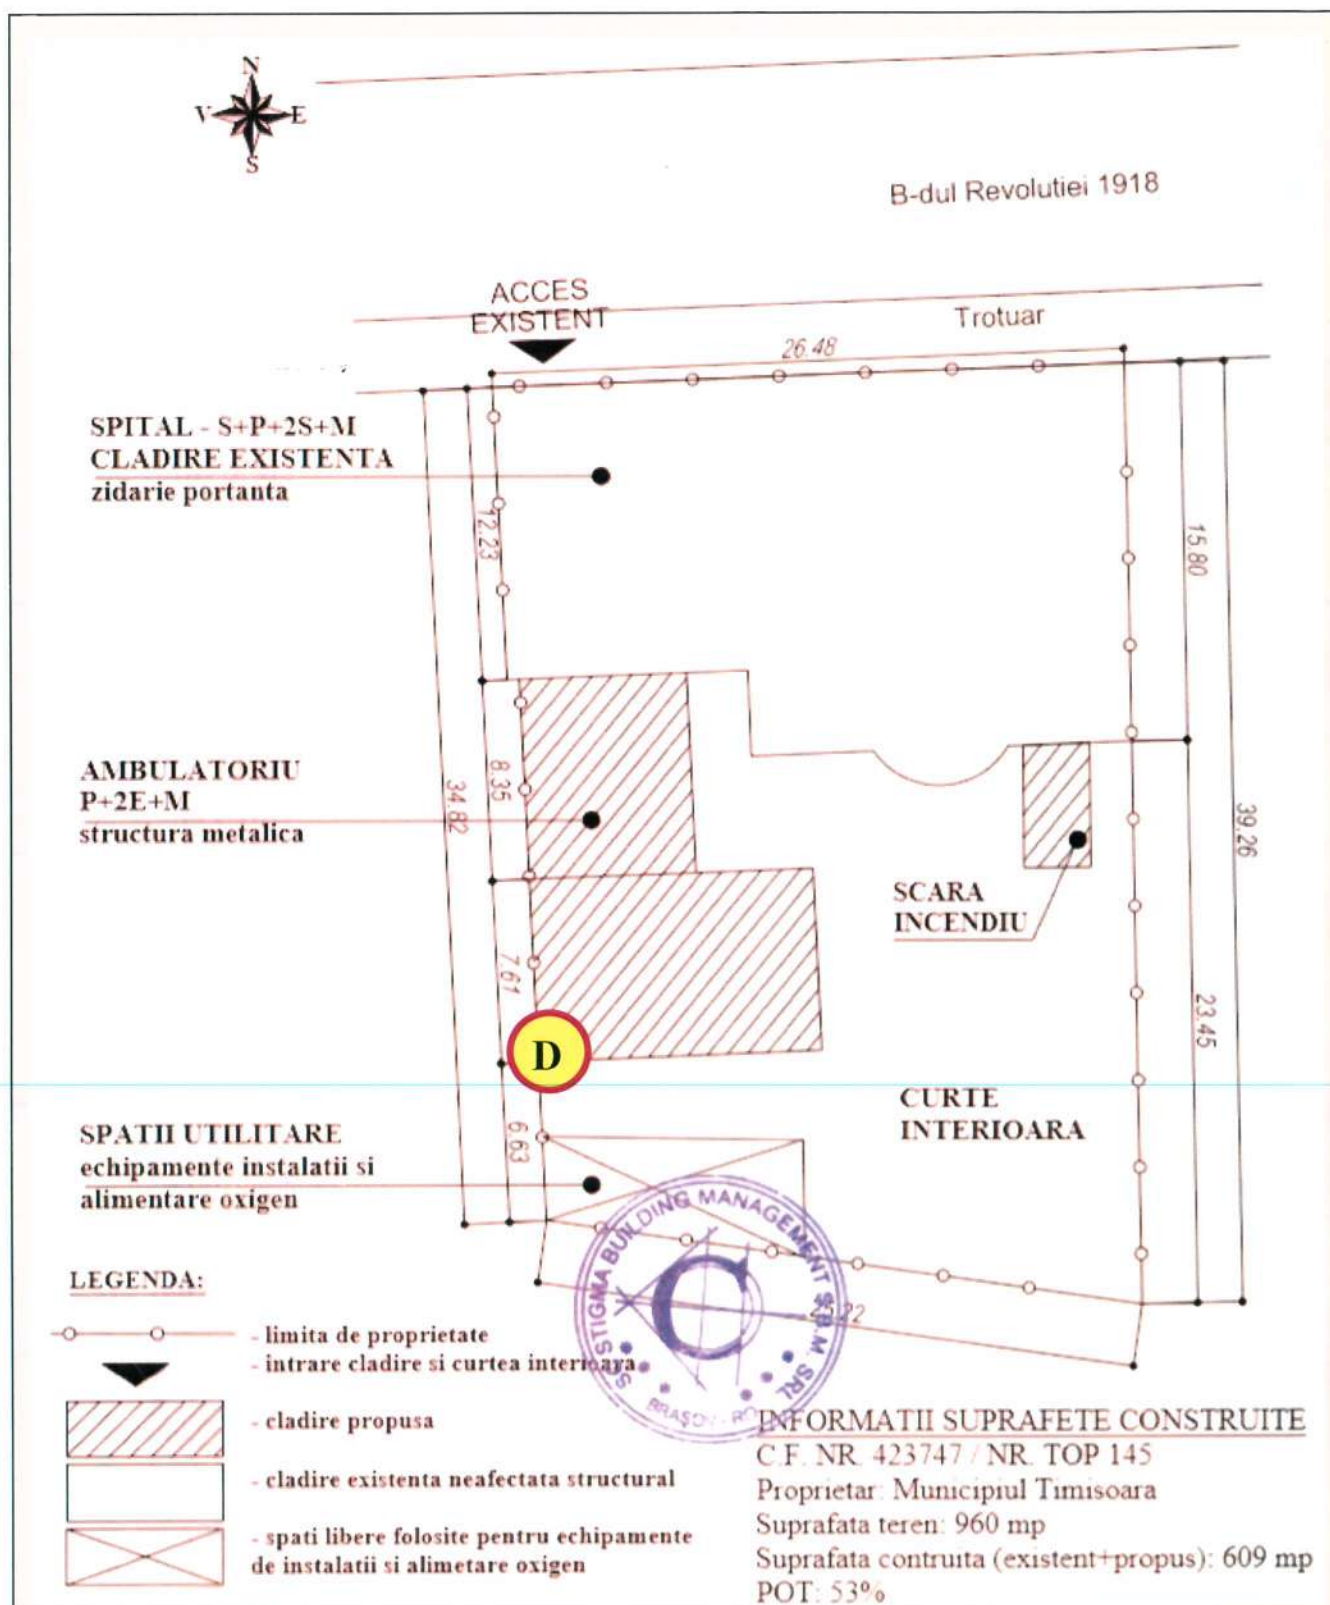 N
V E
S
B-dul Revolutiei 1918
ACCES
EXISTENT
Trotuar
26.48
SPITAL - S+P+2S+M
CLADIRE EXISTENTA
zidarie portanta
12.23
15.80
AMBULATORIU
P+2E+M
structura metalica
8.35
34.82
39.26
SCARA
INCENDIU
7.61
23.45
D
CURTE
INTERIOARA
SPATII UTILITARE
echipamente instalatii si
alimentare oxigen
6.63
SC STIGMA BUILDING MANAGEMENT S.B.M. SRL
C
BRAȘOV - RO
LEGENDA:
- limita de proprietate
- intrare cladire si curtea interioara
- cladire propusa
- cladire existenta neafectata structural
- spati libere folosite pentru echipamente
de instalatii si alimetare oxigen
INFORMATII SUPRAFETE CONSTRUITE
C.F. NR. 423747 / NR. TOP 145
Proprietar: Municipiul Timisoara
Suprafata teren: 960 mp
Suprafata contruita (existent+propus): 609 mp
POT: 53%